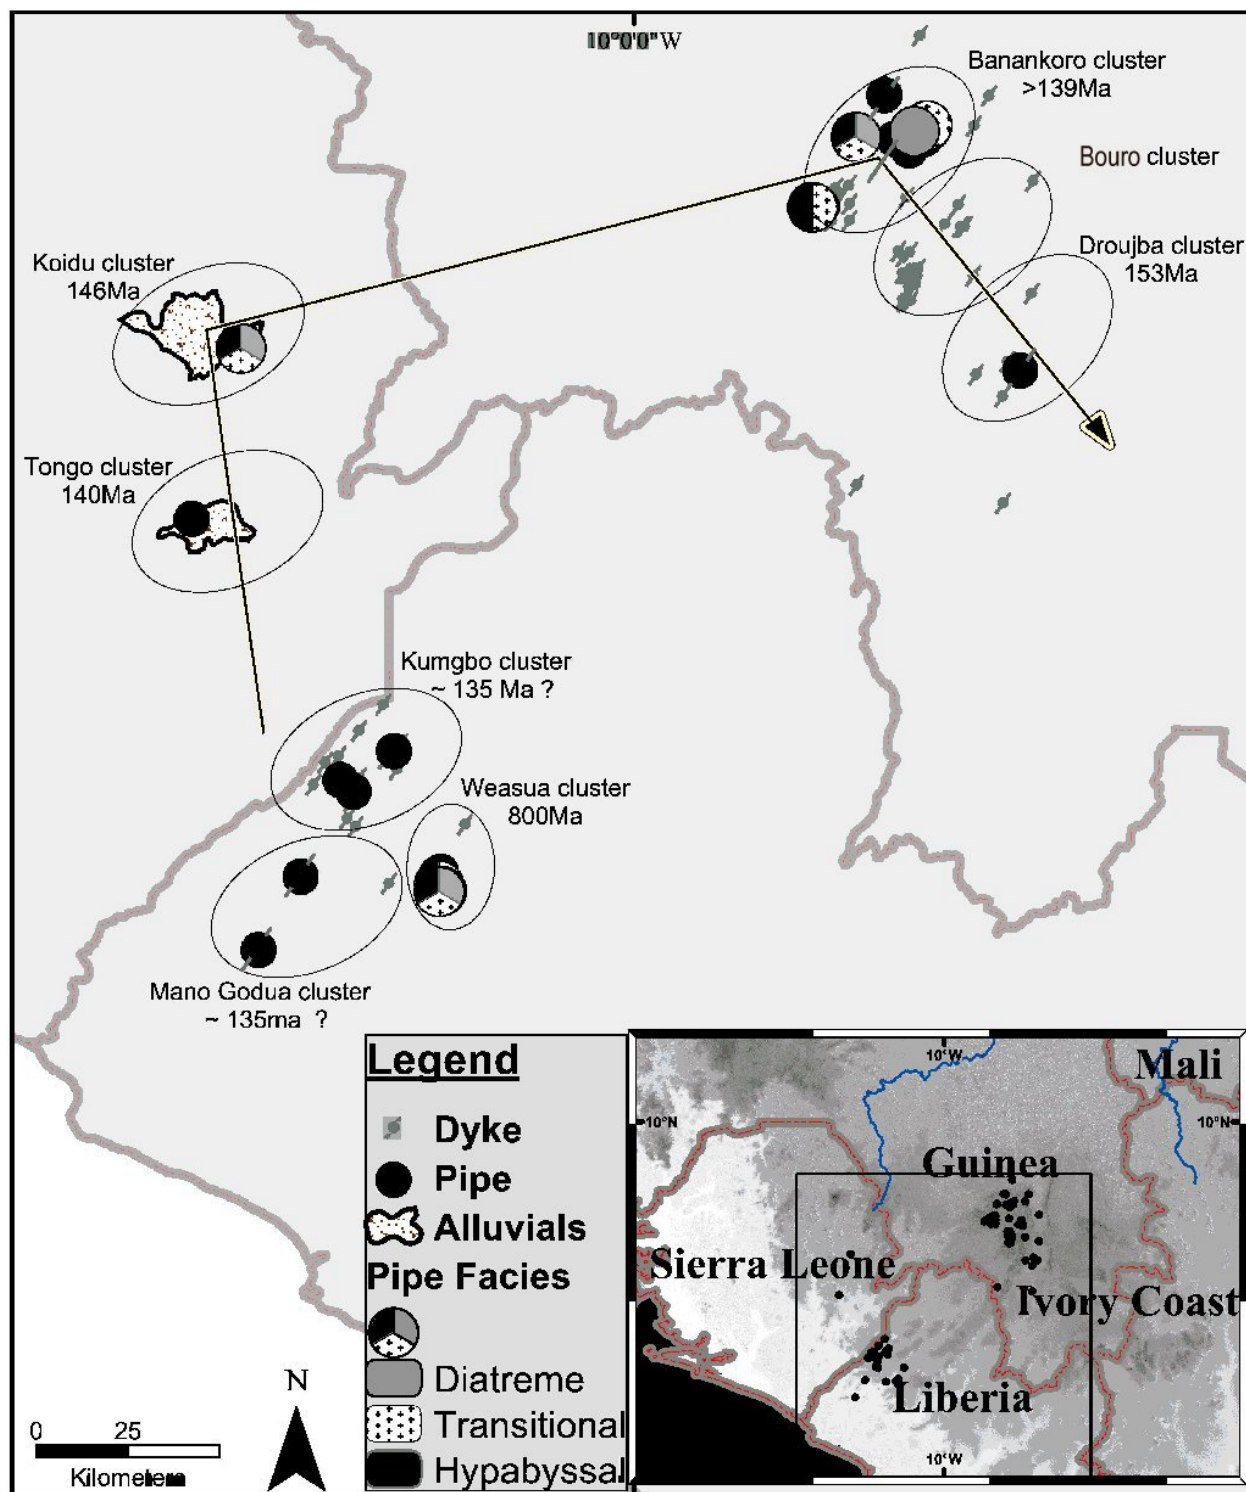 10°0'0"W
Banankoro cluster
>139Ma
Bouro cluster
Droujba cluster
153Ma
Koidu cluster
146Ma
Tongo cluster
140Ma
Kumgbo cluster
~ 135 Ma ?
Weasua cluster
800Ma
Mano Godua cluster
~ 135ma ?
Legend
Dyke
Pipe
Alluvials
Pipe Facies
Diatreme
Transitional
Hypabyssal
N
0 25
Kilometers
10°W
Mali
10°N
10°N
Guinea
Sierra Leone
Ivory Coast
Liberia
10°W